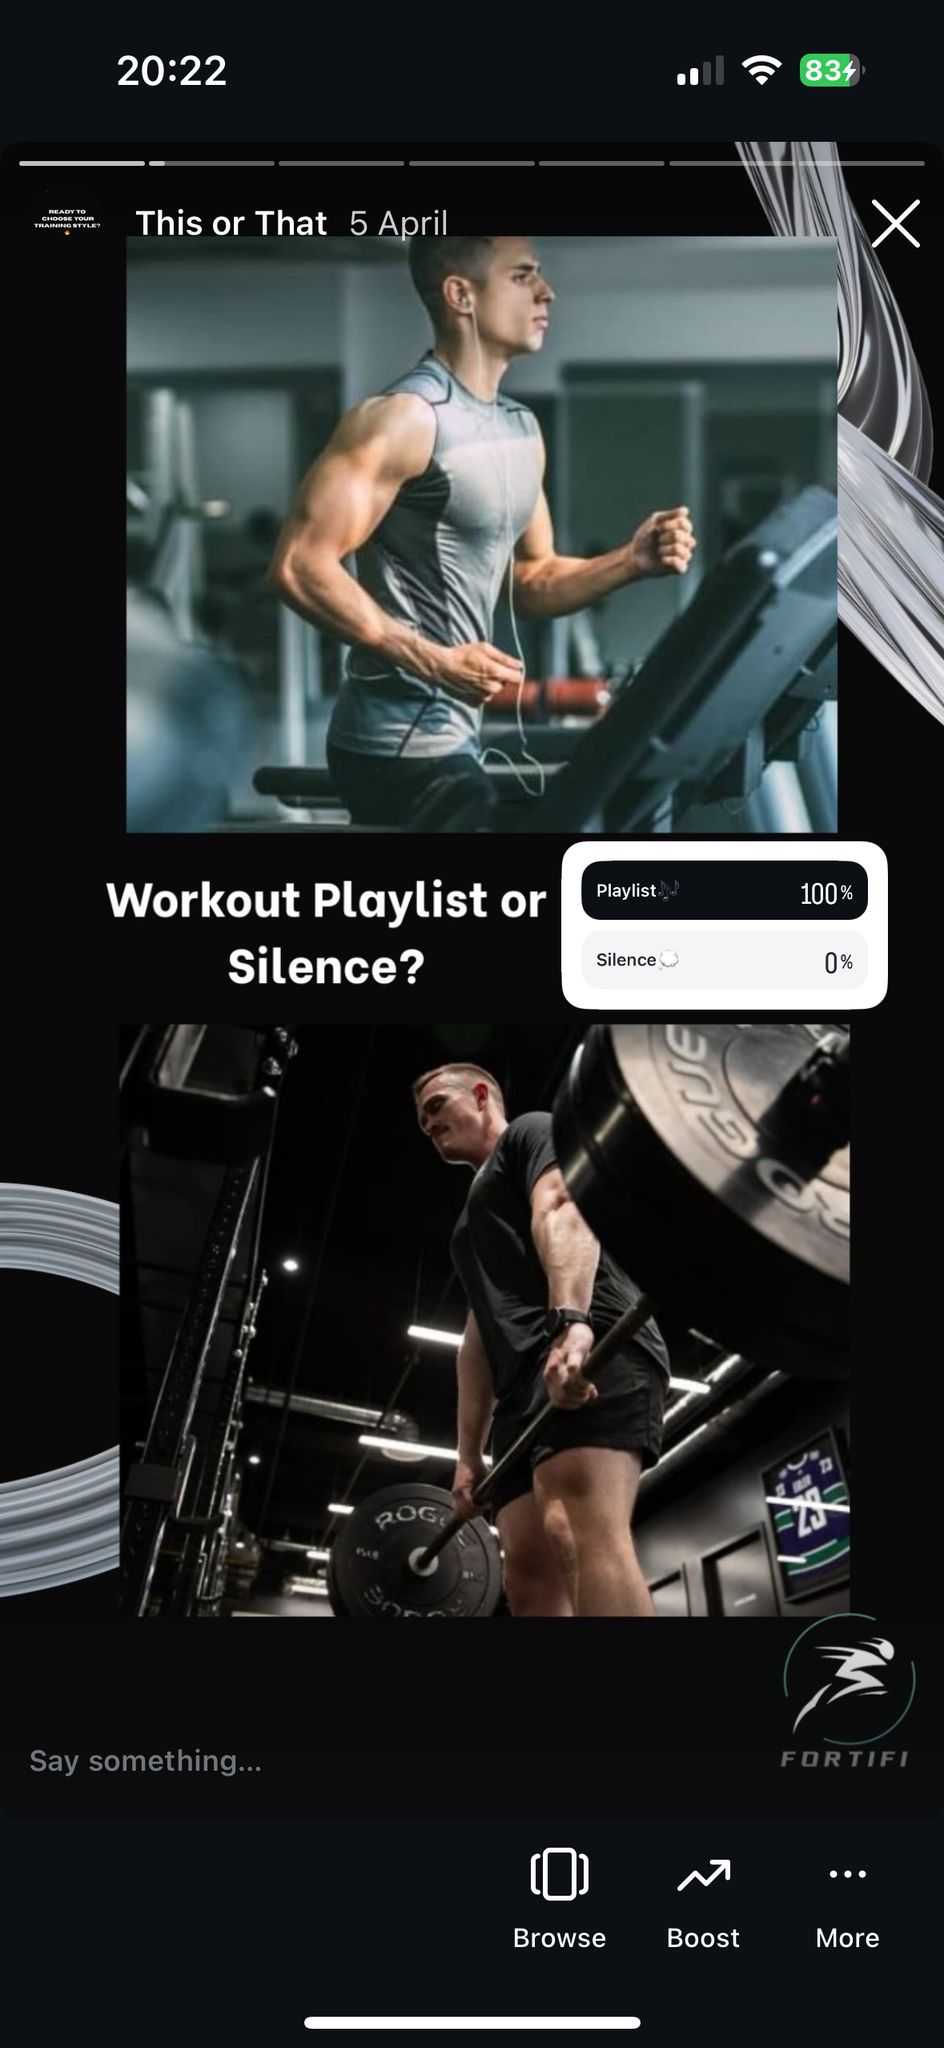 20:22
83
READY TO
CHOOSE YOUR
TRAINING STYLE?
This or That 5 April
Workout Playlist or
Silence?
Playlist🎶 100%
Silence💭 0%
ROGUE
23
FORTIFI
Say something...
Browse Boost More